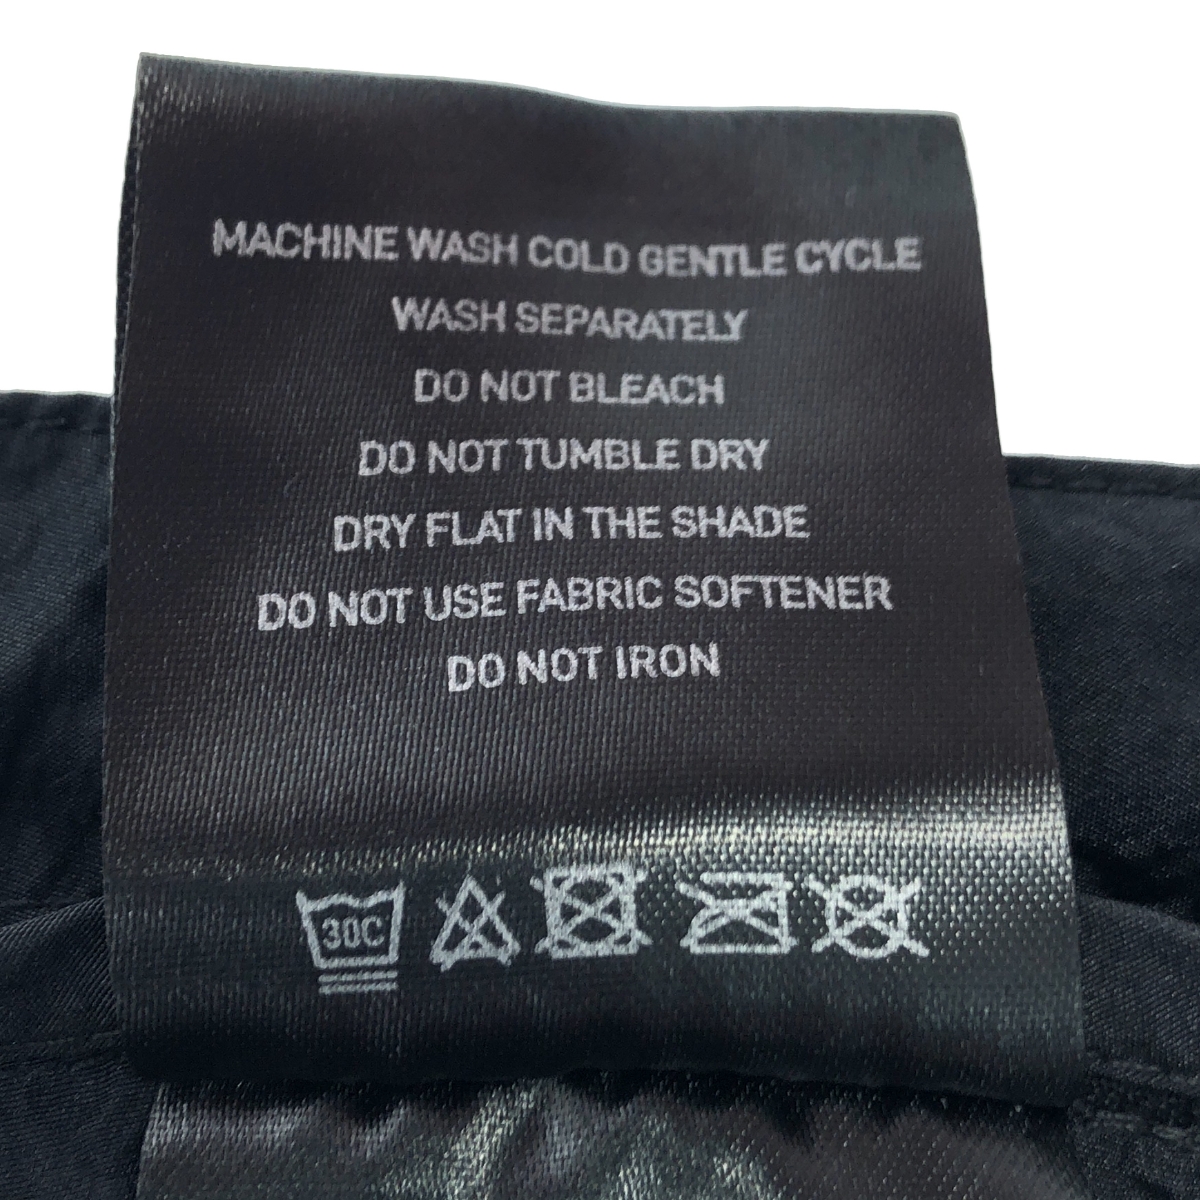 MACHINE WASH COLD GENTLE CYCLE
WASH SEPARATELY
DO NOT BLEACH
DO NOT TUMBLE DRY
DRY FLAT IN THE SHADE
DO NOT USE FABRIC SOFTENER
DO NOT IRON
30C